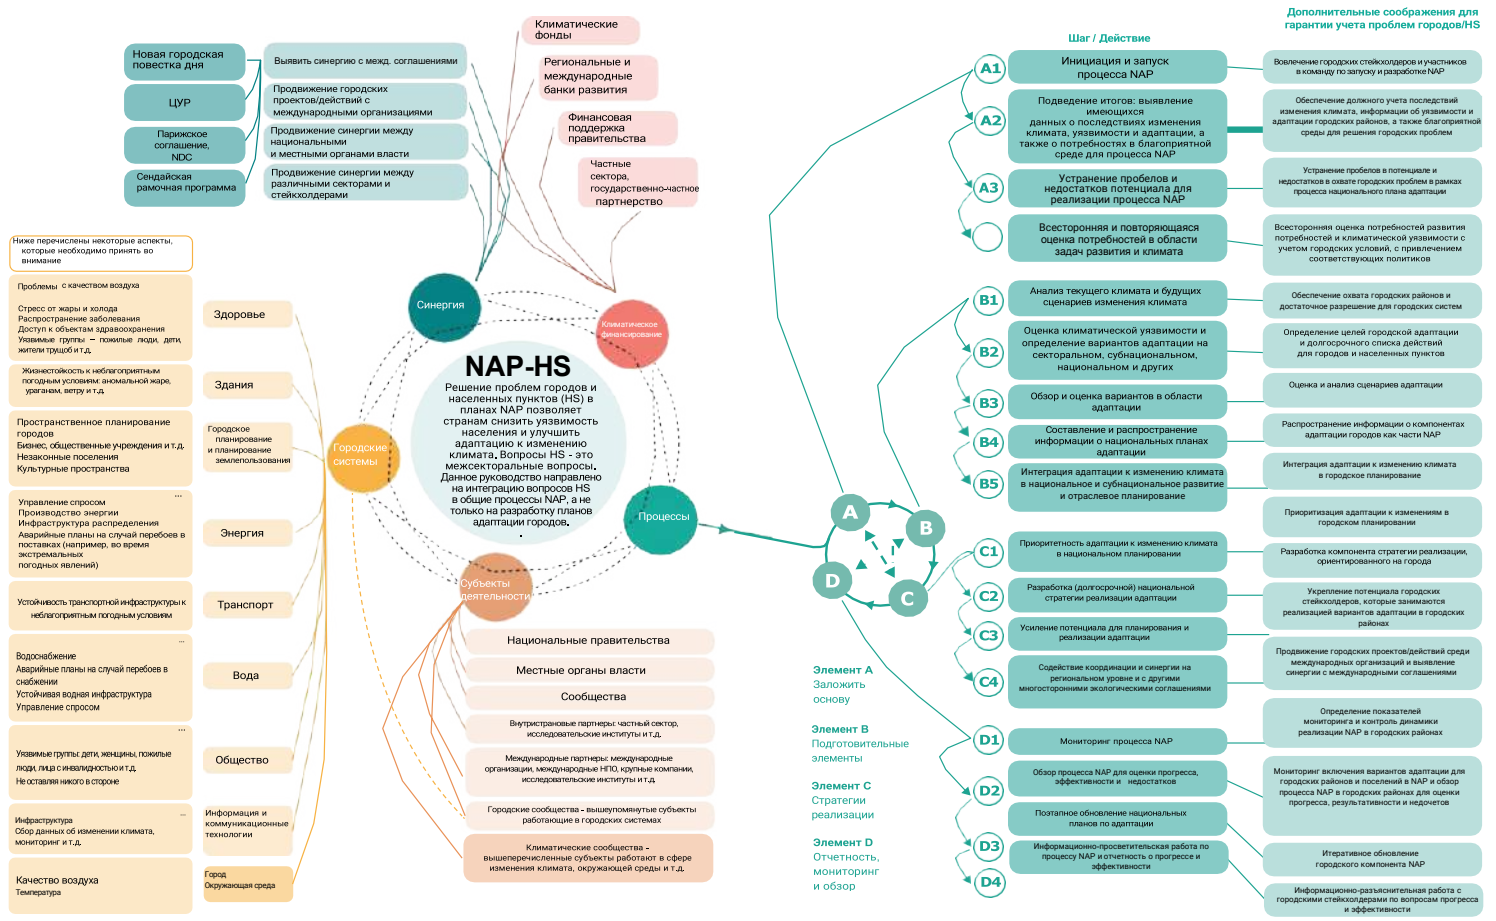 Новая городская
повестка дня
ЦУР
Парижское
соглашение,
NDC
Сендайская
рамочная программа
Выявить синергию с межд. соглашениями
Продвижение городских
проектов/действий с
международными организациями
Продвижение синергии между
национальными
и местными органами власти
Продвижение синергии между
различными секторами и
стейкхолдерами
Климатические
фонды
Региональные и
международные
банки развития
Финансовая
поддержка
правительства
Частные
сектора,
государственно-частное
партнерство
Ниже перечислены некоторые аспекты,
которые необходимо принять во
внимание
Проблемы с качеством воздуха
Стресс от жары и холода
Распространение заболевания
Доступ к объектам здравоохранения
Уязвимые группы – пожилые люди, дети,
жители трущоб и т.д.
Жизнестойкость к неблагоприятным
погодным условиям: аномальной жаре,
ураганам, ветру и т.д.
Пространственное планирование
городов
Бизнес, общественные учреждения и т.д.
Незаконные поселения
Культурные пространства
...
Управление спросом
Производство энергии
Инфраструктура распределения
Аварийные планы на случай перебоев в
поставках (например, во время
экстремальных
погодных явлений)
Устойчивость транспортной инфраструктуры к
неблагоприятным погодным условиям
...
Водоснабжение
Аварийные планы на случай перебоев в
снабжении
Устойчивая водная инфраструктура
Управление спросом
...
Уязвимые группы: дети, женщины, пожилые
люди, лица с инвалидностью и т.д.
Не оставляя никого в стороне
...
Инфраструктура
Сбор данных об изменении климата,
мониторинг и т.д.
Качество воздуха
Температура
Здоровье
Здания
Городское
планирование
и планирование
землепользования
Энергия
Транспорт
Вода
Общество
Информация и
коммуникационные
технологии
Город
Окружающая среда
Синергия
Климатическое
финансирование
Городские
системы
Процессы
Субъекты
деятельности
NAP-HS
Решение проблем городов и
населенных пунктов (HS) в
планах NAP позволяет
странам снизить уязвимость
населения и улучшить
адаптацию к изменению
климата. Вопросы HS - это
межсекторальные вопросы.
Данное руководство направлено
на интеграцию вопросов HS
в общие процессы NAP, а не
только на разработку планов
адаптации городов.
.
Национальные правительства
Местные органы власти
Сообщества
Внутристрановые партнеры: частный сектор,
исследовательские институты и т.д.
Международные партнеры: международные
организации, международные НПО, крупные компании,
исследовательские институты и т.д.
Городские сообщества - вышеупомянутые субъекты
работающие в городских системах
Климатические сообщества -
вышеперечисленные субъекты работают в сфере
изменения климата, окружающей среды и т.д.
A
B
C
D
Элемент A
Заложить
основу
Элемент B
Подготовительные
элементы
Элемент C
Стратегии
реализации
Элемент D
Отчетность,
мониторинг
и обзор
Шаг / Действие
Дополнительные соображения для
гарантии учета проблем городов/HS
A1
Инициация и запуск
процесса NAP
Вовлечение городских стейкхолдеров и участников
в команду по запуску и разработке NAP
A2
Подведение итогов: выявление
имеющихся
данных о последствиях изменения
климата, уязвимости и адаптации, а
также о потребностях в благоприятной
среде для процесса NAP
Обеспечение должного учета последствий
изменения климата, информации об уязвимости и
адаптации городских районов, а также благоприятной
среды для решения городских проблем
A3
Устранение пробелов и
недостатков потенциала для
реализации процесса NAP
Устранение пробелов в потенциале и
недостатков в охвате городских проблем в рамках
процесса национального плана адаптации
Всесторонняя и повторяющаяся
оценка потребностей в области
задач развития и климата
Всесторонняя оценка потребностей развития
потребностей и климатической уязвимости с
учетом городских условий, с привлечением
соответствующих политиков
B1
Анализ текущего климата и будущих
сценариев изменения климата
Обеспечение охвата городских районов и
достаточное разрешение для городских систем
B2
Оценка климатической уязвимости и
определение вариантов адаптации на
секторальном, субнациональном,
национальном и других
Определение целей городской адаптации
и долгосрочного списка действий
для городов и населенных пунктов
B3
Обзор и оценка вариантов в области
адаптации
Оценка и анализ сценариев адаптации
B4
Составление и распространение
информации о национальных планах
адаптации
Распространение информации о компонентах
адаптации городов как части NAP
B5
Интеграция адаптации к изменению климата
в национальное и субнациональное развитие
и отраслевое планирование
Интеграция адаптации к изменению климата
в городское планирование
Приоритизация адаптации к изменениям в
городском планировании
C1
Приоритетность адаптации к изменению климата
в национальном планировании
Разработка компонента стратегии реализации,
ориентированного на города
C2
Разработка (долгосрочной) национальной
стратегии реализации адаптации
Укрепление потенциала городских
стейкхолдеров, которые занимаются
реализацией вариантов адаптации в городских
районах
C3
Усиление потенциала для планирования и
реализации адаптации
Продвижение городских проектов/действий среди
международных организаций и выявление
синергии с международными соглашениями
C4
Содействие координации и синергии на
региональном уровне и с другими
многосторонними экологическими соглашениями
Определение показателей
мониторинга и контроль динамики
реализации NAP в городских районах
D1
Мониторинг процесса NAP
Мониторинг включения вариантов адаптации для
городских районов и поселений в NAP и обзор
процесса NAP в городских районах для оценки
прогресса, результативности и недочетов
D2
Обзор процесса NAP для оценки прогресса,
эффективности и недостатков
Поэтапное обновление национальных
планов по адаптации
D3
Информационно-просветительская работа по
процессу NAP и отчетность о прогрессе и
эффективности
Итеративное обновление
городского компонента NAP
D4
Информационно-разъяснительная работа с
городскими стейкхолдерами по вопросам прогресса
и эффективности